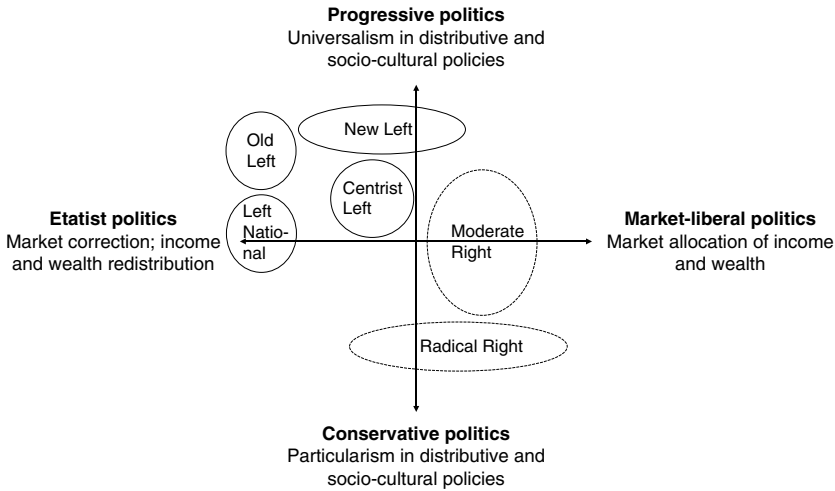 Progressive politics
Universalism in distributive and
socio-cultural policies
New Left
Old
Left
Centrist
Left
Left
Natio-
nal
Etatist politics
Market correction; income
and wealth redistribution
Moderate
Right
Market-liberal politics
Market allocation of income
and wealth
Radical Right
Conservative politics
Particularism in distributive and
socio-cultural policies